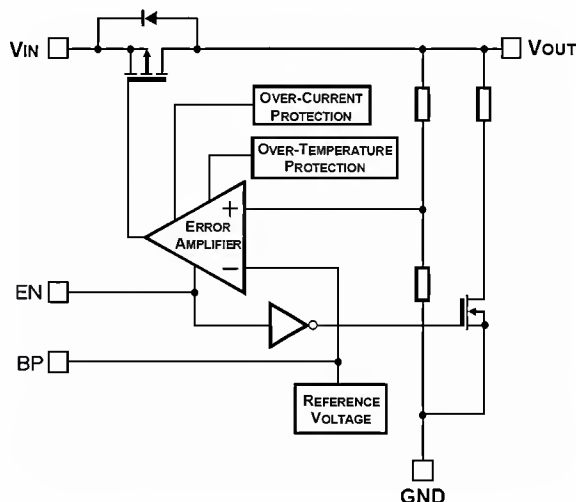 VIN
VOUT
OVER-CURRENT
PROTECTION
OVER-TEMPERATURE
PROTECTION
+
ERROR
AMPLIFIER
−
EN
BP
REFERENCE
VOLTAGE
GND